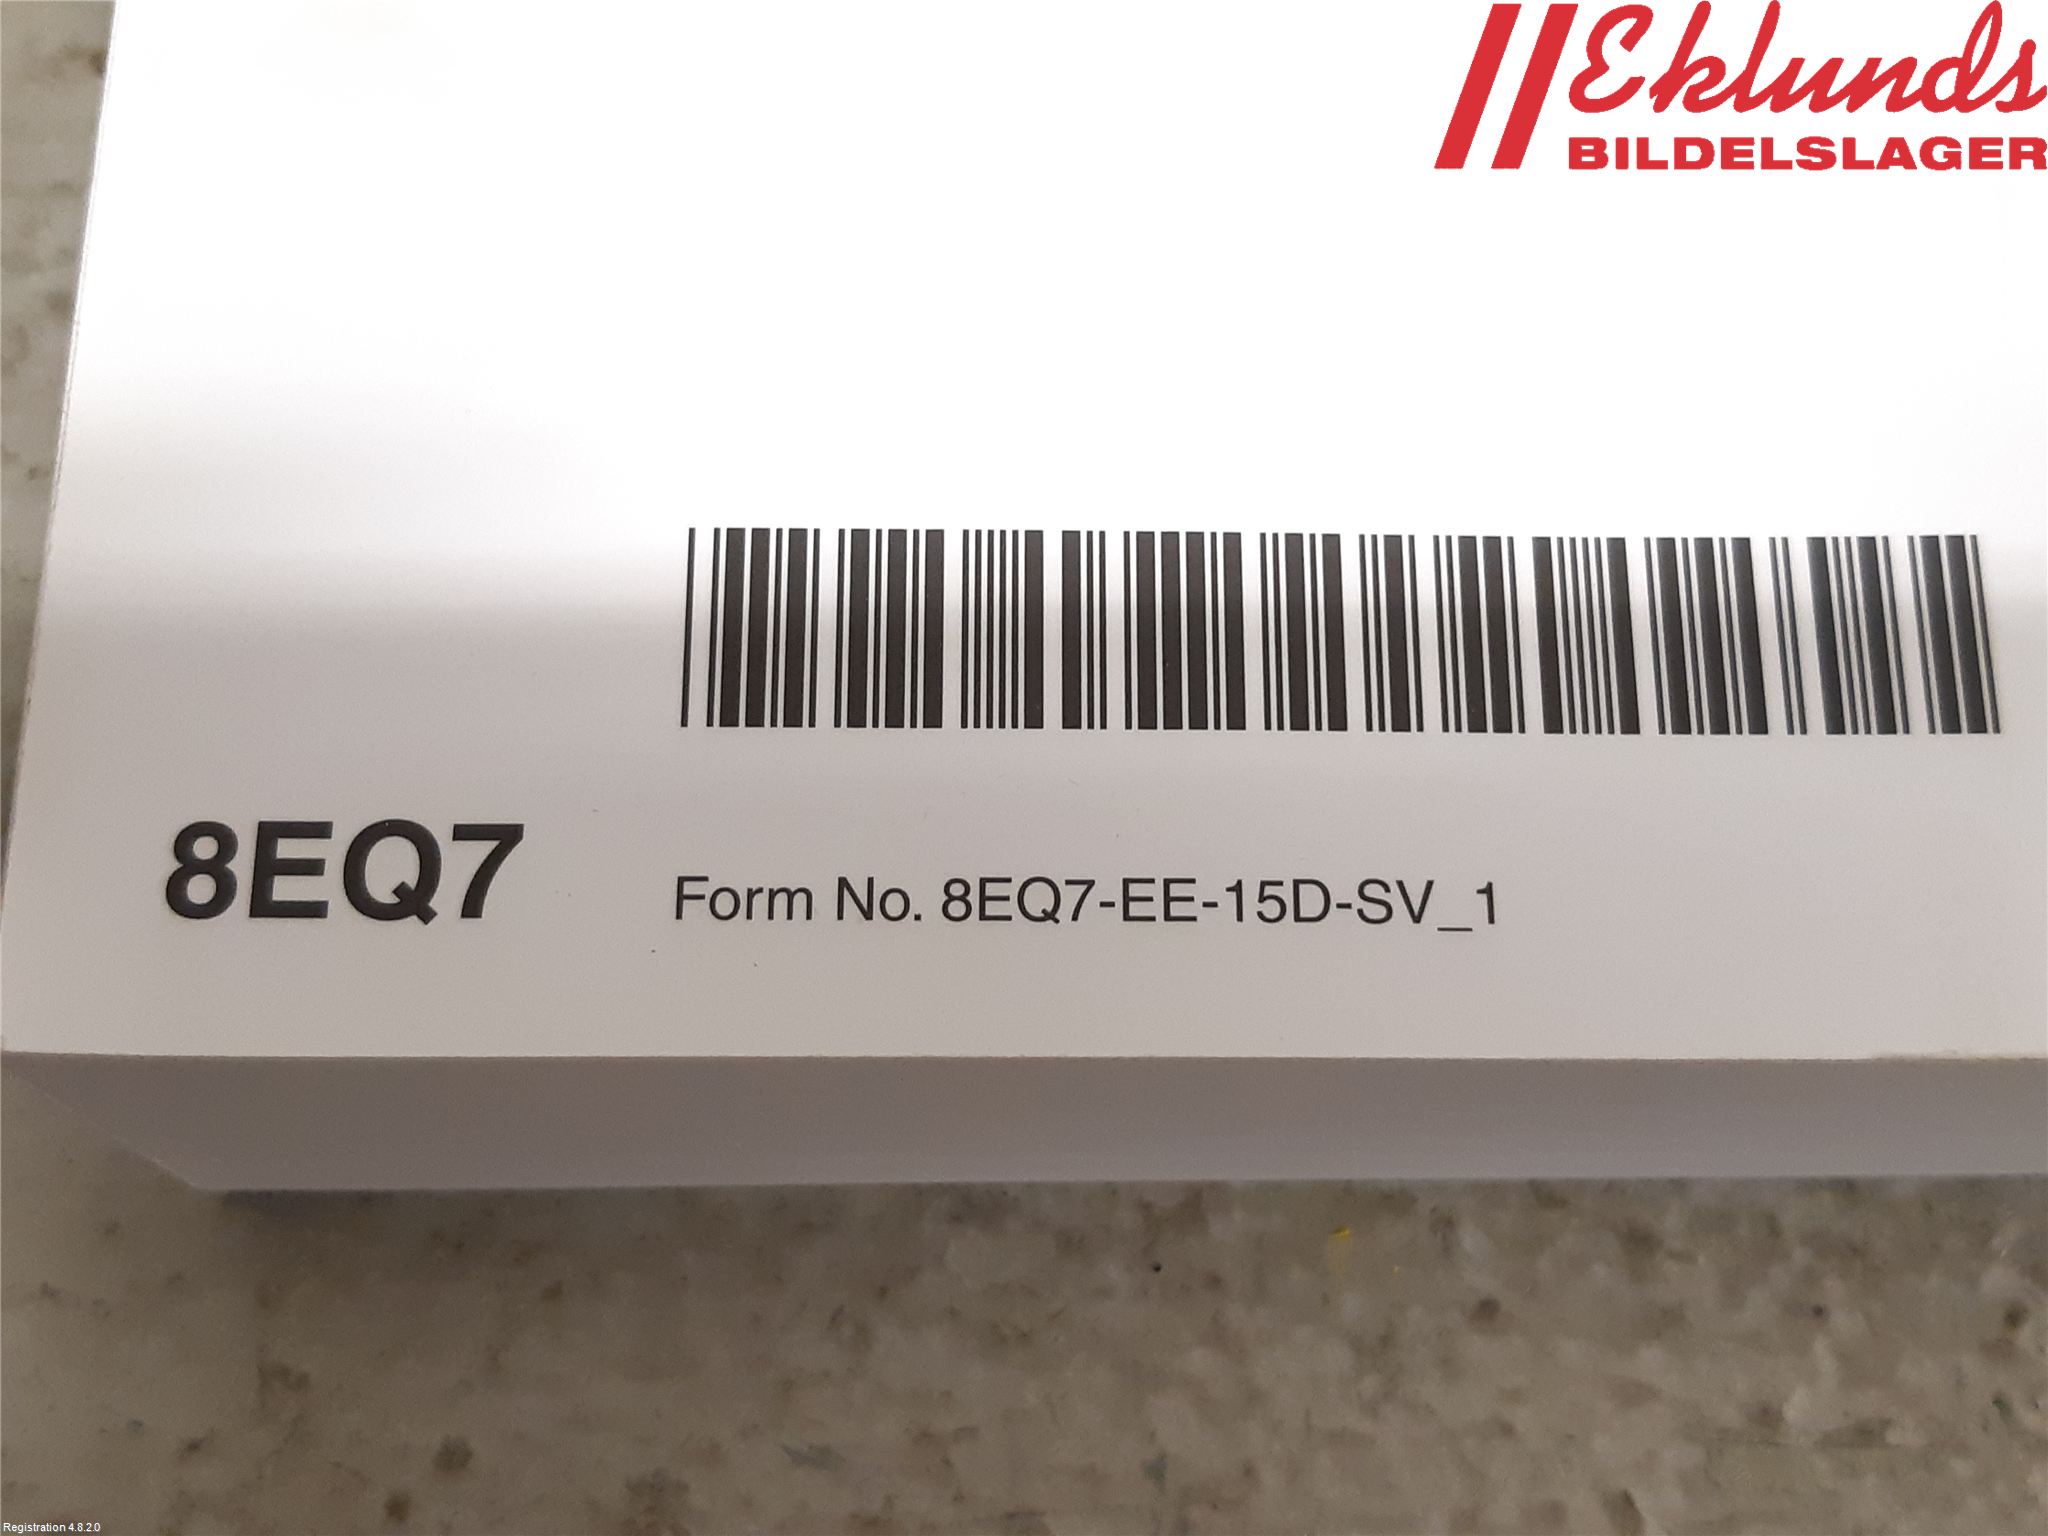 Eklunds
BILDELSLAGER
8EQ7
Form No. 8EQ7-EE-15D-SV_1
Registration 4.8.2.0